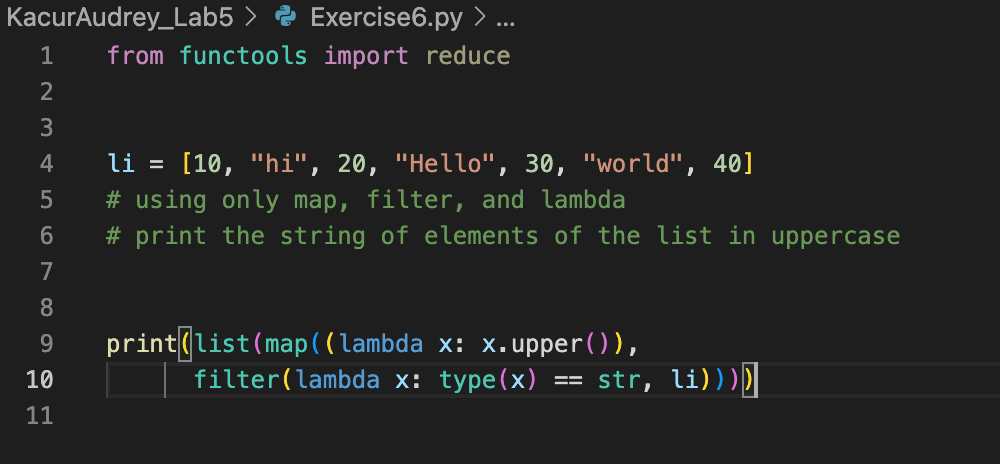 KacurAudrey_Lab5 > Exercise6.py > ...
1 from functools import reduce
2
3
4 li = [10, "hi", 20, "Hello", 30, "world", 40]
5 # using only map, filter, and lambda
6 # print the string of elements of the list in uppercase
7
8
9 print(list(map((lambda x: x.upper()),
10 filter(lambda x: type(x) == str, li))))
11